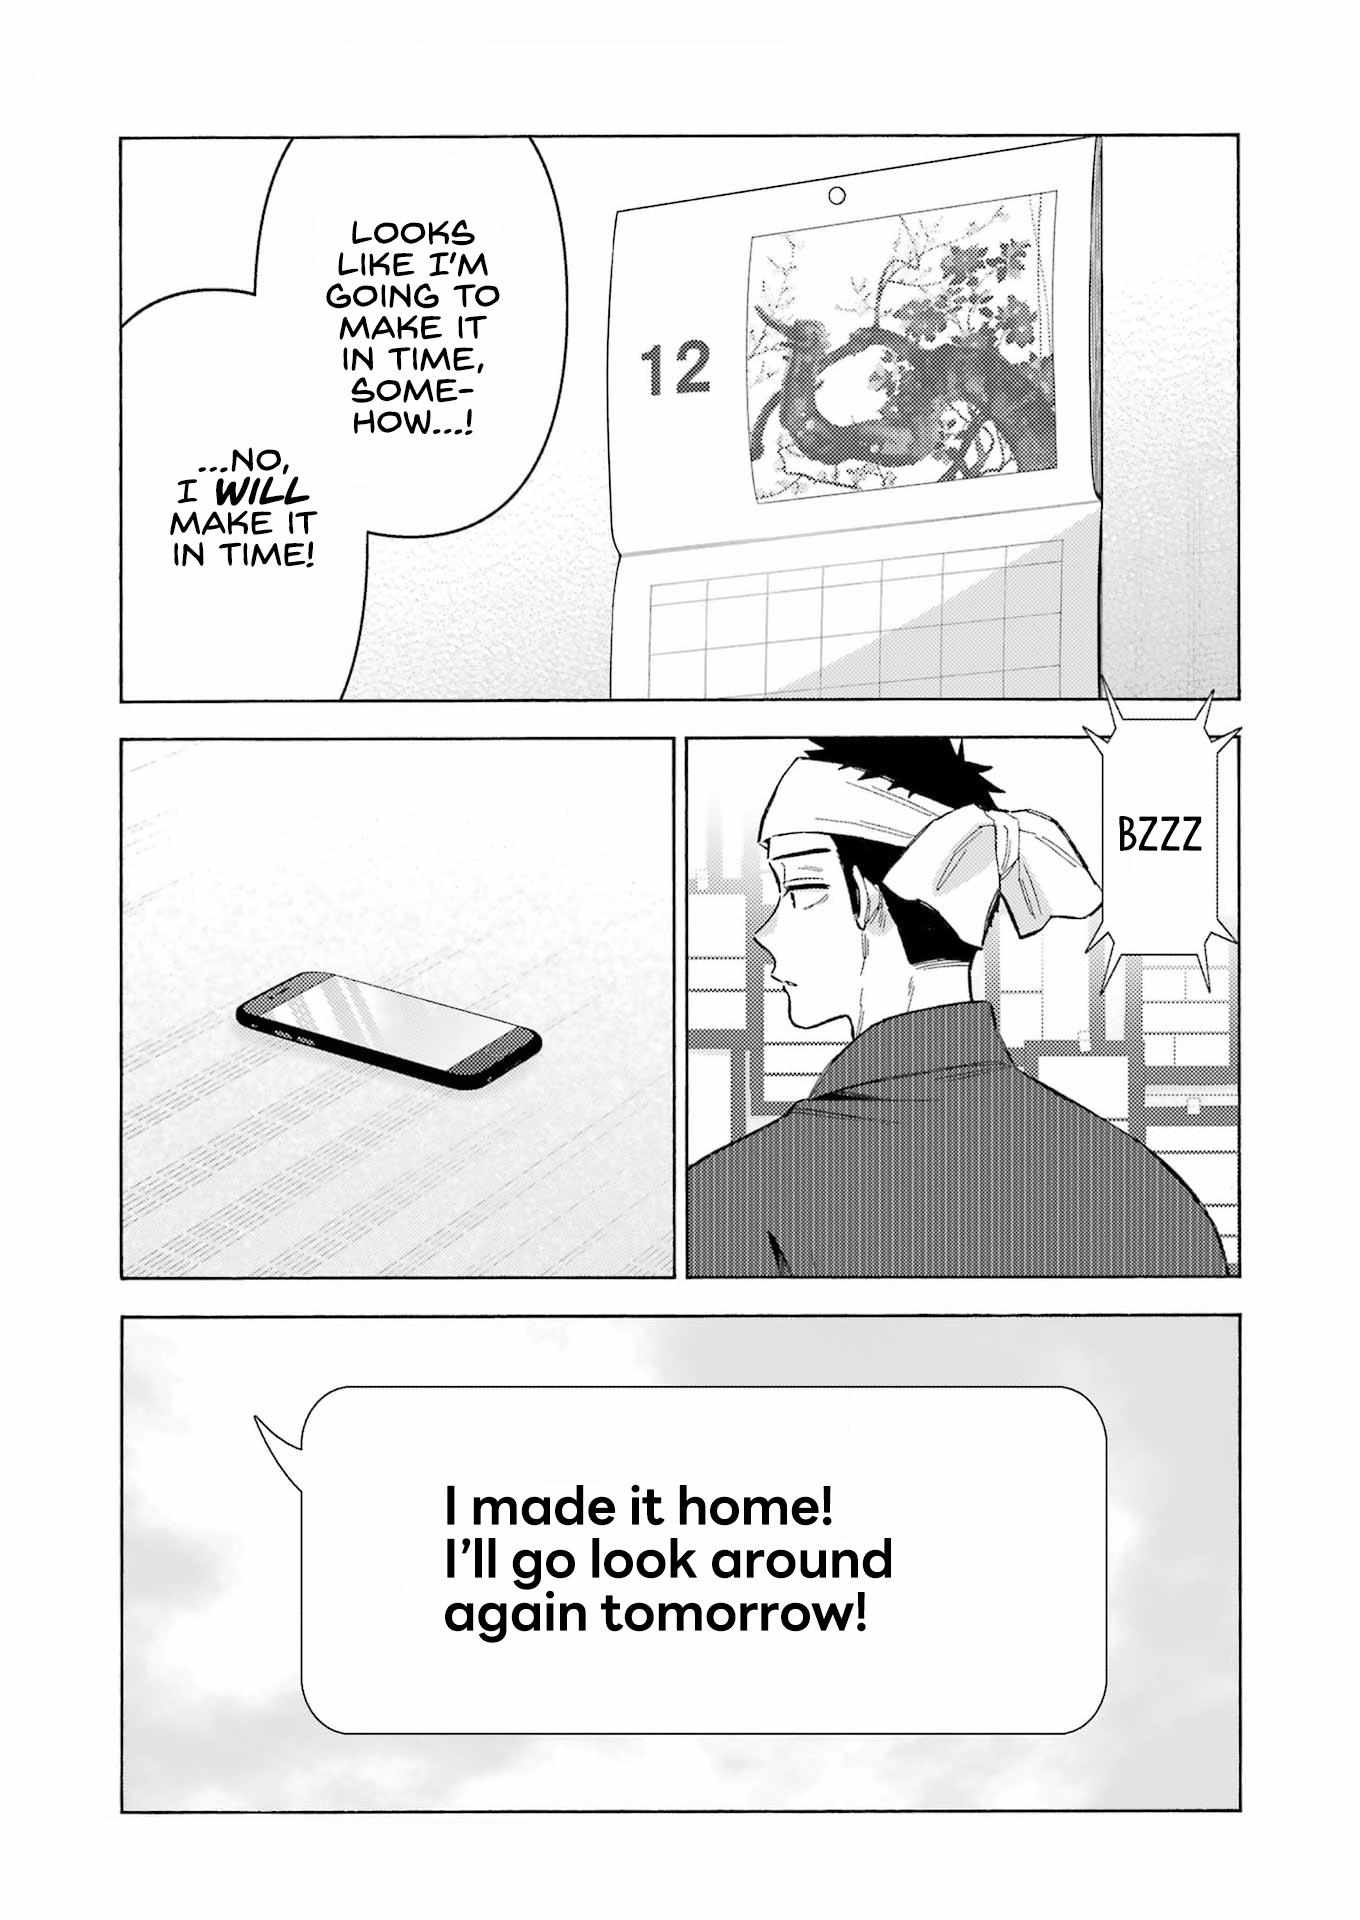 LOOKS
LIKE I'M
GOING TO
MAKE IT
IN TIME,
SOME-
HOW...!
12
...NO,
I WILL
MAKE IT
IN TIME!
BZZZ
I made it home!
I'll go look around
again tomorrow!